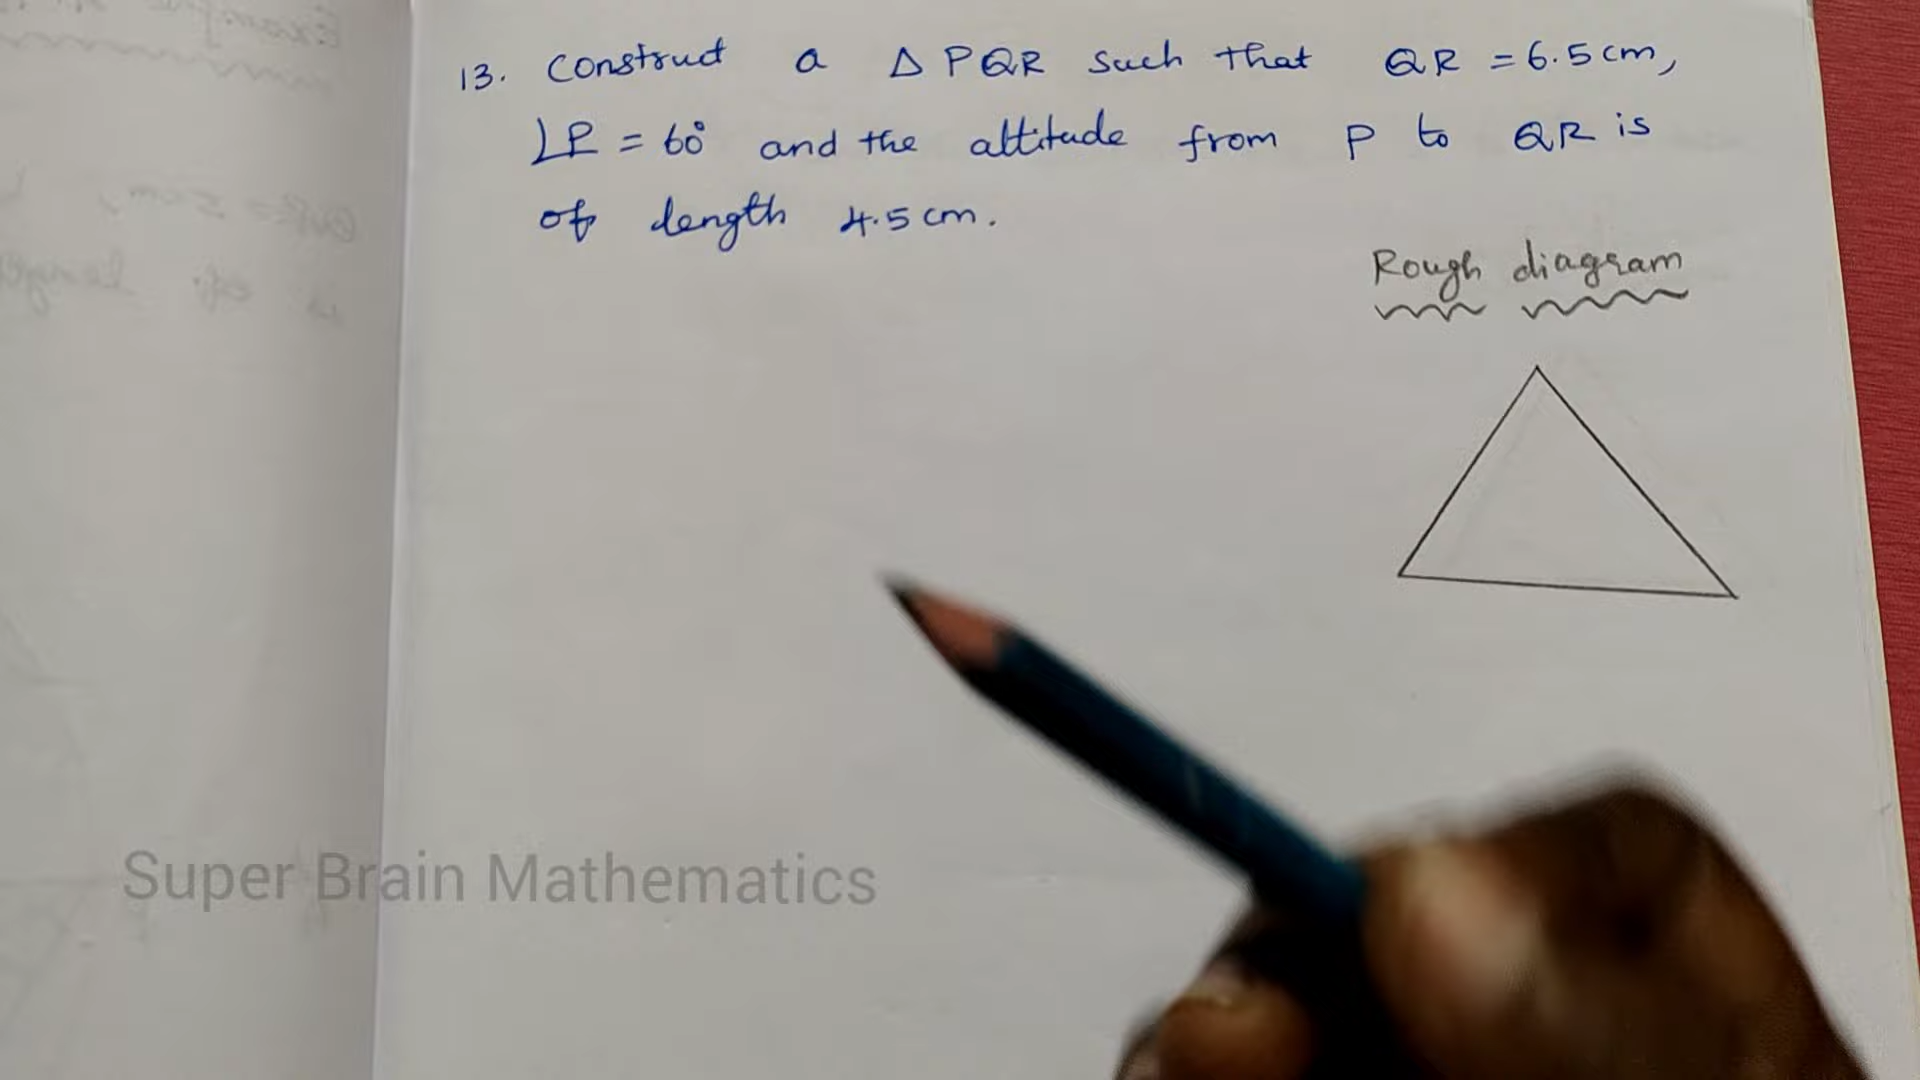 13. Construct a Δ PQR such that QR = 6.5 cm,
∠P = 60° and the altitude from P to QR is
of length 4.5 cm.
Rough diagram
Super Brain Mathematics